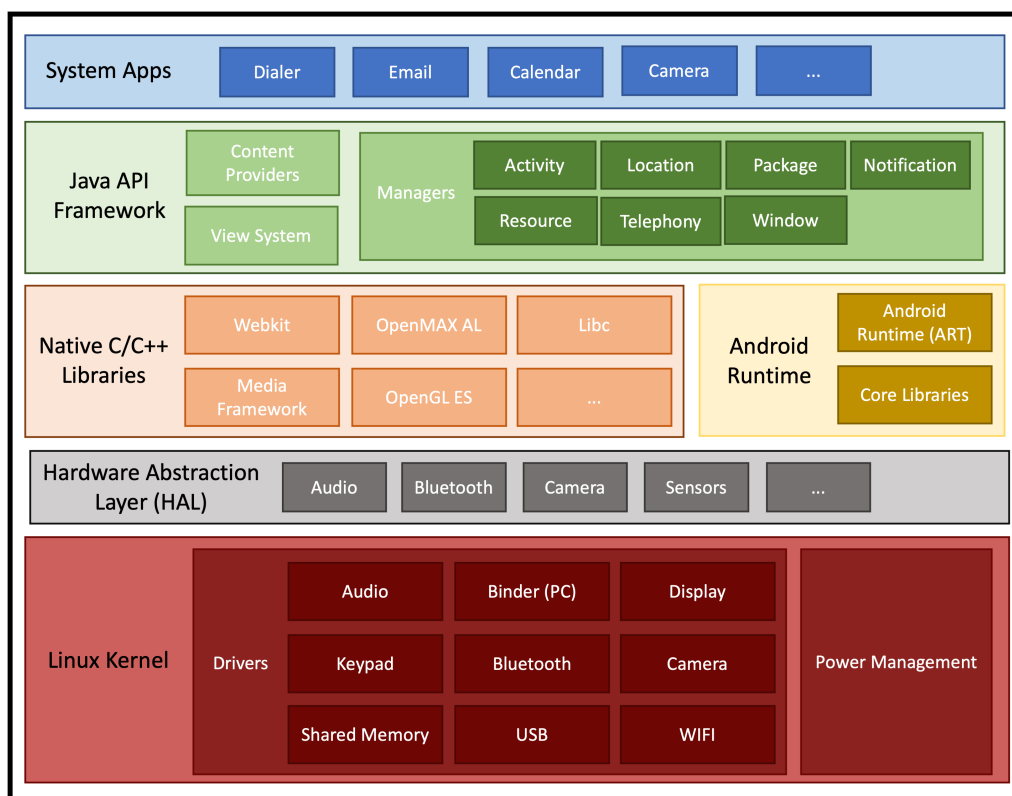 System Apps
Dialer
Email
Calendar
Camera
...
Java API
Framework
Content
Providers
View System
Managers
Activity
Location
Package
Notification
Resource
Telephony
Window
Native C/C++
Libraries
Webkit
OpenMAX AL
Libc
Media
Framework
OpenGL ES
...
Android
Runtime
Android
Runtime (ART)
Core Libraries
Hardware Abstraction
Layer (HAL)
Audio
Bluetooth
Camera
Sensors
...
Linux Kernel
Drivers
Audio
Binder (PC)
Display
Keypad
Bluetooth
Camera
Shared Memory
USB
WIFI
Power Management